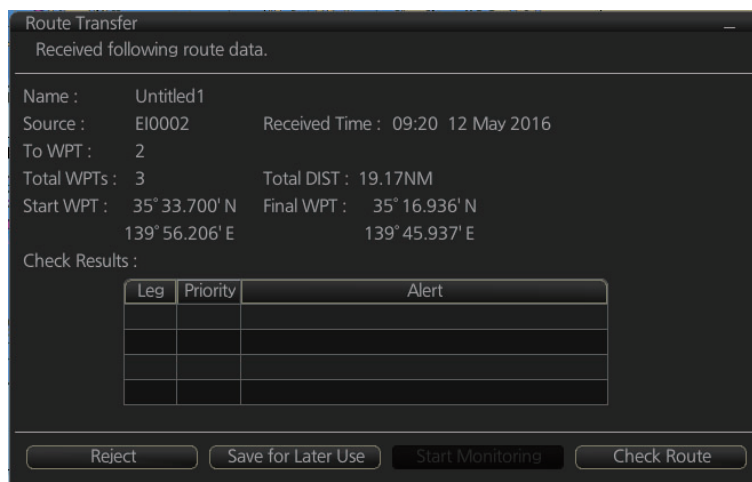 Route Transfer
Received following route data.
Name : Untitled1
Source : EI0002 Received Time : 09:20 12 May 2016
To WPT : 2
Total WPTs : 3 Total DIST : 19.17NM
Start WPT : 35°33.700' N Final WPT : 35°16.936' N
139°56.206' E 139°45.937' E
Check Results :
Leg Priority Alert
Reject Save for Later Use Start Monitoring Check Route